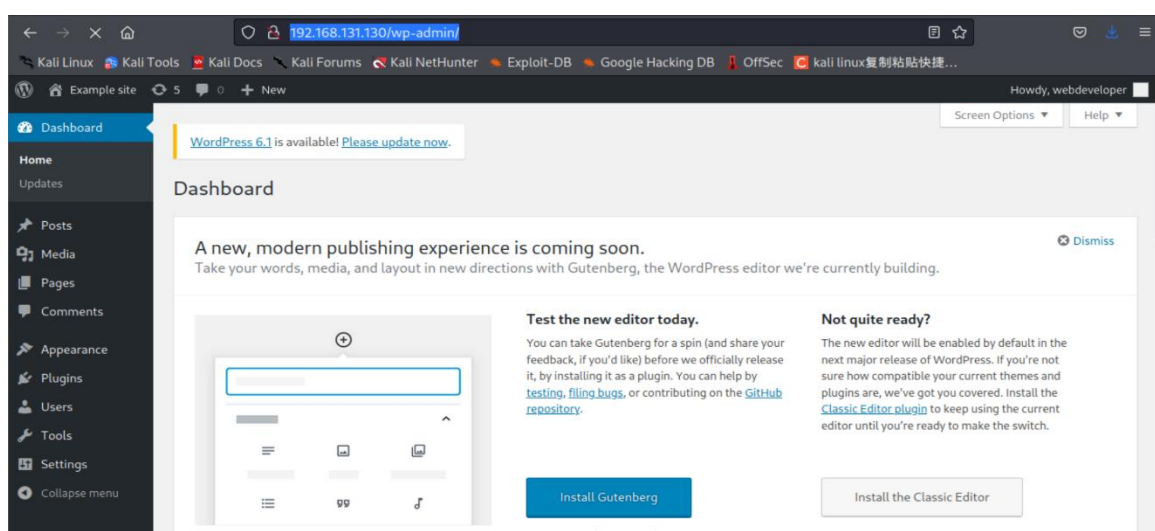 192.168.131.130/wp-admin/
Kali Linux Kali Tools Kali Docs Kali Forums Kali NetHunter Exploit-DB Google Hacking DB OffSec kali linux复制粘贴快捷...
Example site 5 0 + New Howdy, webdeveloper
Screen Options Help
Dashboard
Home
Updates
Posts
Media
Pages
Comments
Appearance
Plugins
Users
Tools
Settings
Collapse menu
WordPress 6.1 is available! Please update now.
Dashboard
A new, modern publishing experience is coming soon.
Dismiss
Take your words, media, and layout in new directions with Gutenberg, the WordPress editor we're currently building.
Test the new editor today.
You can take Gutenberg for a spin (and share your
feedback, if you'd like) before we officially release
it, by installing it as a plugin. You can help by
testing, filing bugs, or contributing on the GitHub
repository.
Install Gutenberg
Not quite ready?
The new editor will be enabled by default in the
next major release of WordPress. If you're not
sure how compatible your current themes and
plugins are, we've got you covered. Install the
Classic Editor plugin to keep using the current
editor until you're ready to make the switch.
Install the Classic Editor